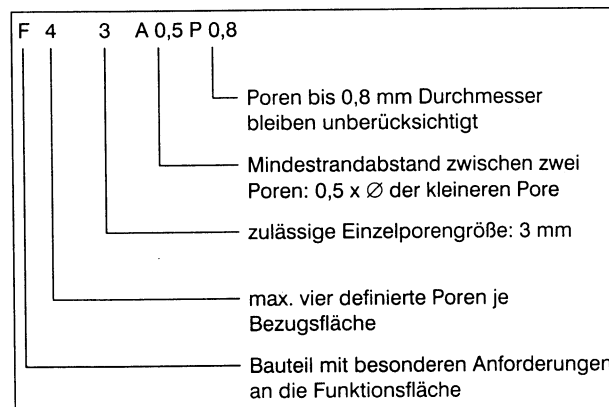 F 4 3 A 0,5 P 0,8
Poren bis 0,8 mm Durchmesser
bleiben unberücksichtigt
Mindestrandabstand zwischen zwei
Poren: 0,5 x ∅ der kleineren Pore
zulässige Einzelporengröße: 3 mm
max. vier definierte Poren je
Bezugsfläche
Bauteil mit besonderen Anforderungen
an die Funktionsfläche